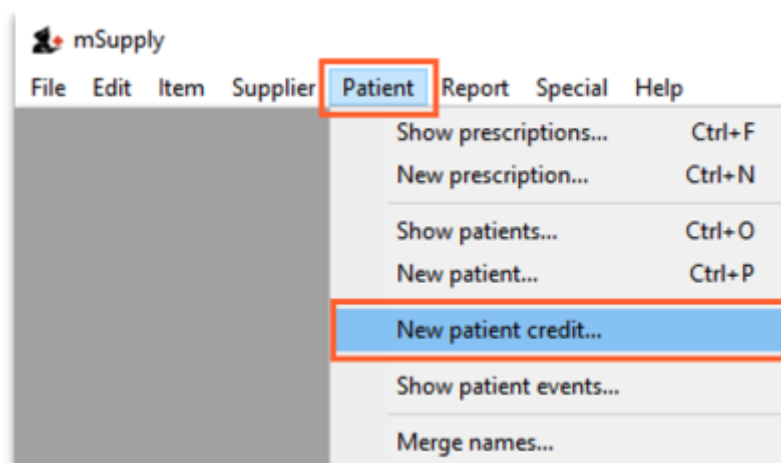 mSupply
File Edit Item Supplier Patient Report Special Help
Show prescriptions... Ctrl+F
New prescription... Ctrl+N
Show patients... Ctrl+O
New patient... Ctrl+P
New patient credit...
Show patient events...
Merge names...